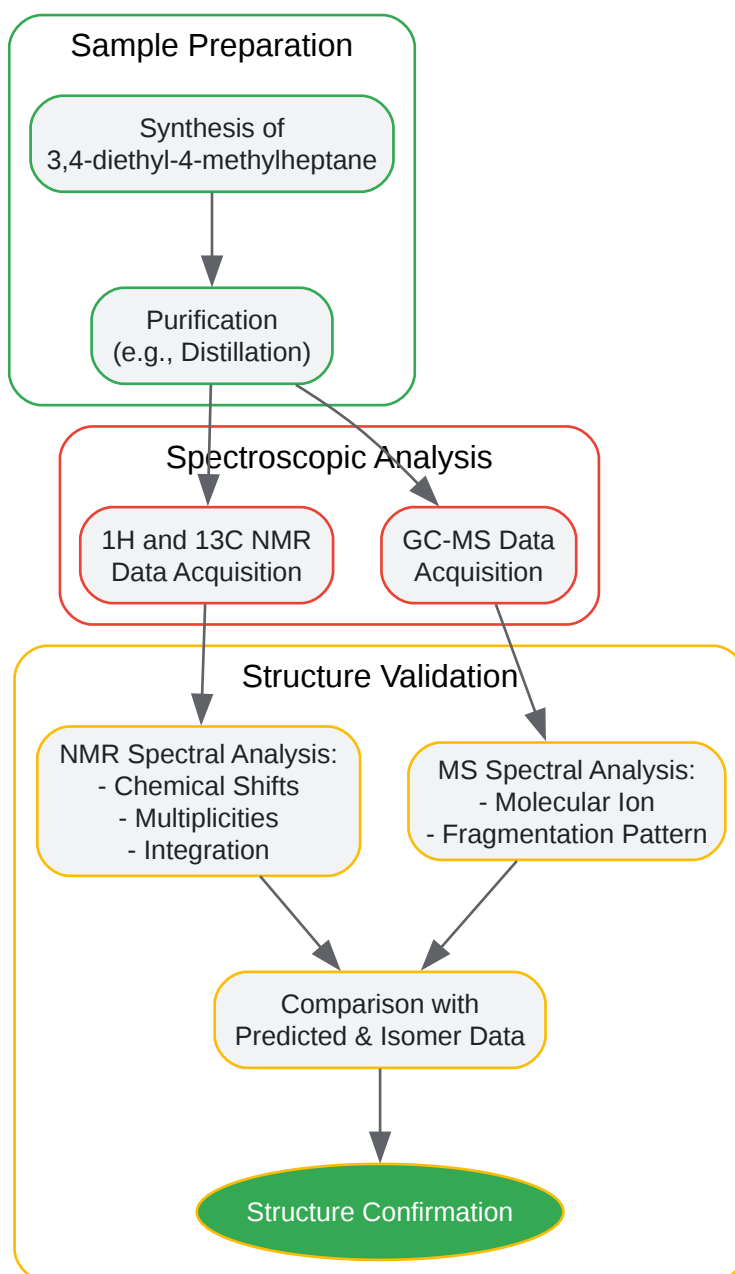 Sample Preparation
Synthesis of
3,4-diethyl-4-methylheptane
Purification
(e.g., Distillation)
Spectroscopic Analysis
1H and 13C NMR
Data Acquisition
GC-MS Data
Acquisition
Structure Validation
NMR Spectral Analysis:
- Chemical Shifts
- Multiplicities
- Integration
MS Spectral Analysis:
- Molecular Ion
- Fragmentation Pattern
Comparison with
Predicted & Isomer Data
Structure Confirmation